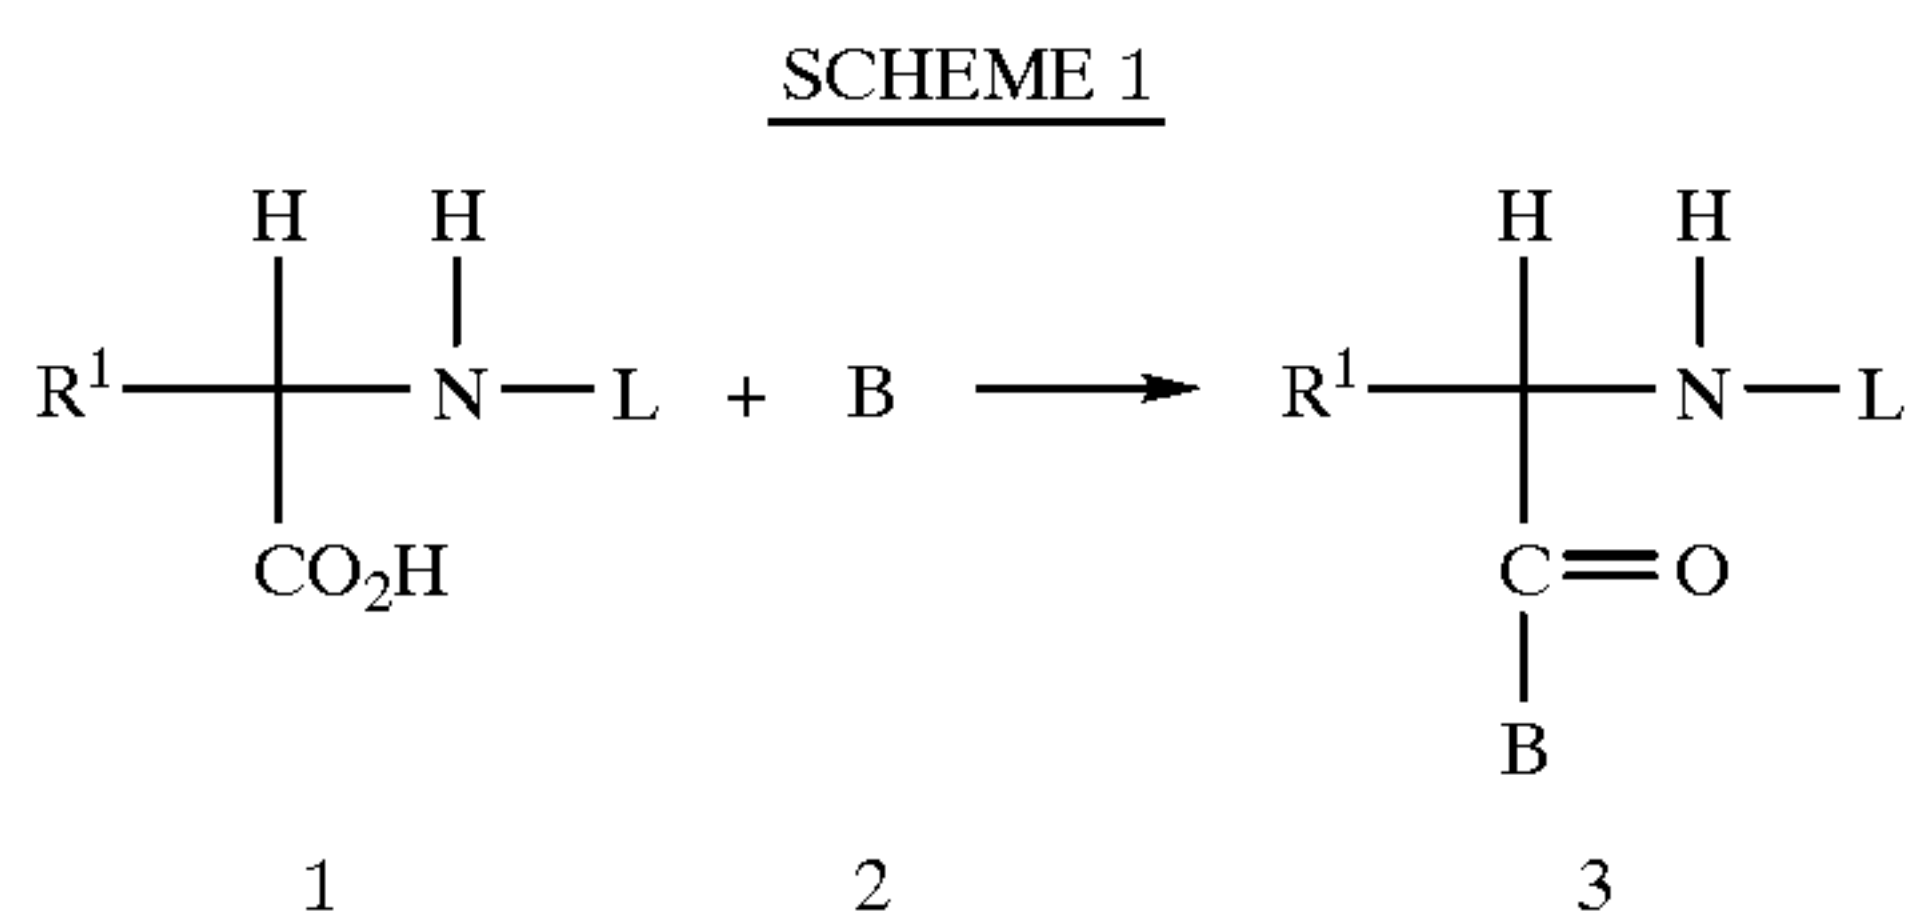 SCHEME 1
H H H H
R¹ N L + B R¹ N L
CO₂H C O
B
1 2 3